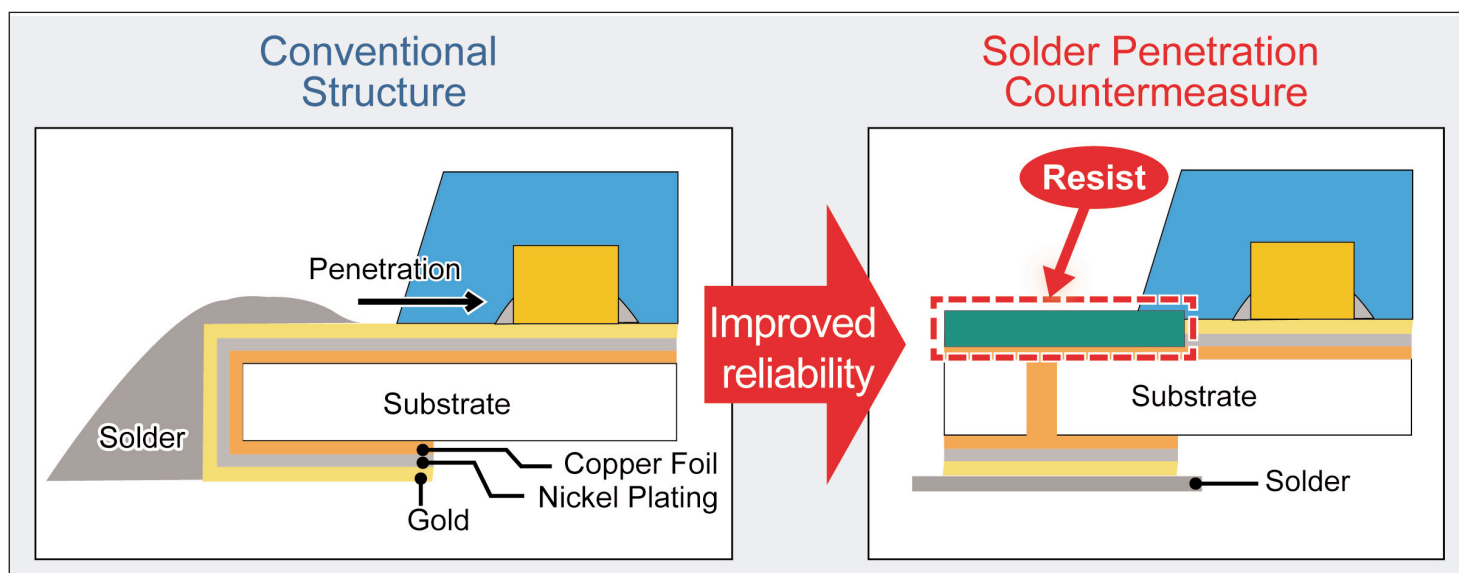 Conventional
Structure
Penetration
Substrate
Solder
Copper Foil
Nickel Plating
Gold
Improved
reliability
Solder Penetration
Countermeasure
Resist
Substrate
Solder